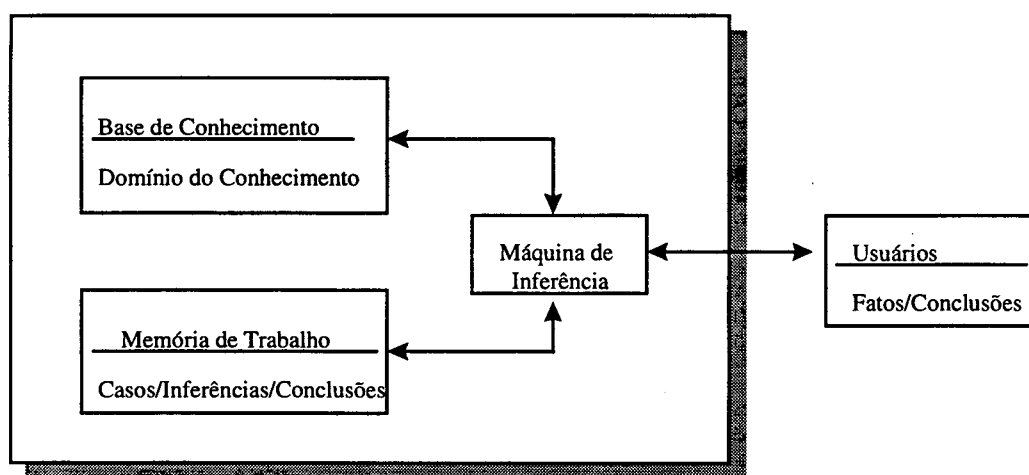 Base de Conhecimento
Domínio do Conhecimento
Máquina de
Inferência
Usuários
Fatos/Conclusões
Memória de Trabalho
Casos/Inferências/Conclusões